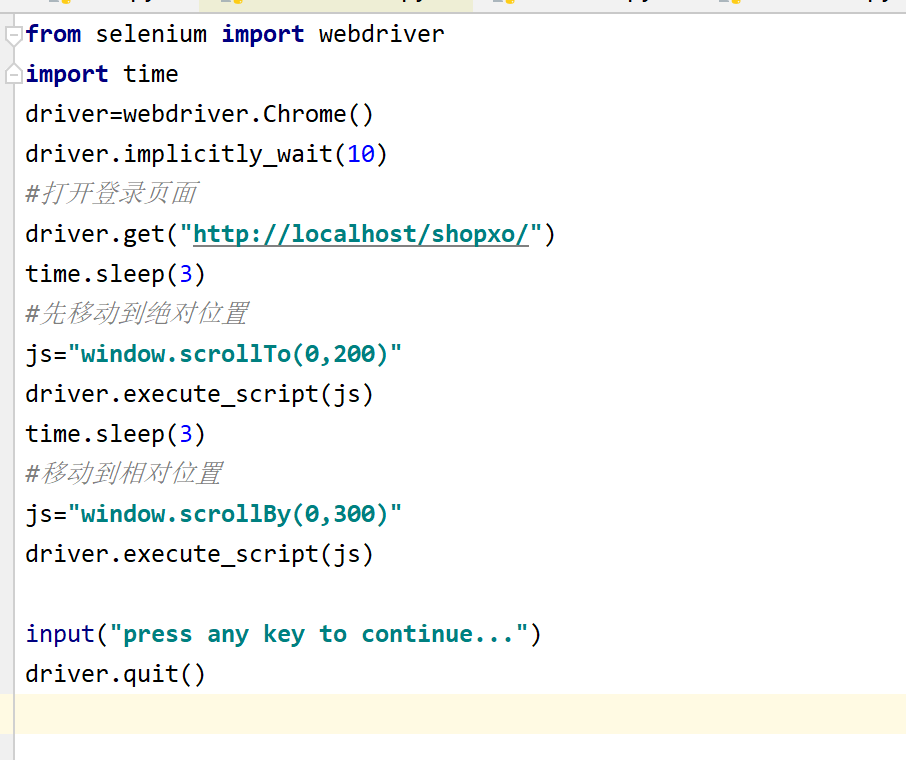 from selenium import webdriver
import time
driver=webdriver.Chrome()
driver.implicitly_wait(10)
#打开登录页面
driver.get("http://localhost/shopxo/")
time.sleep(3)
#先移动到绝对位置
js="window.scrollTo(0,200)"
driver.execute_script(js)
time.sleep(3)
#移动到相对位置
js="window.scrollBy(0,300)"
driver.execute_script(js)
input("press any key to continue...")
driver.quit()